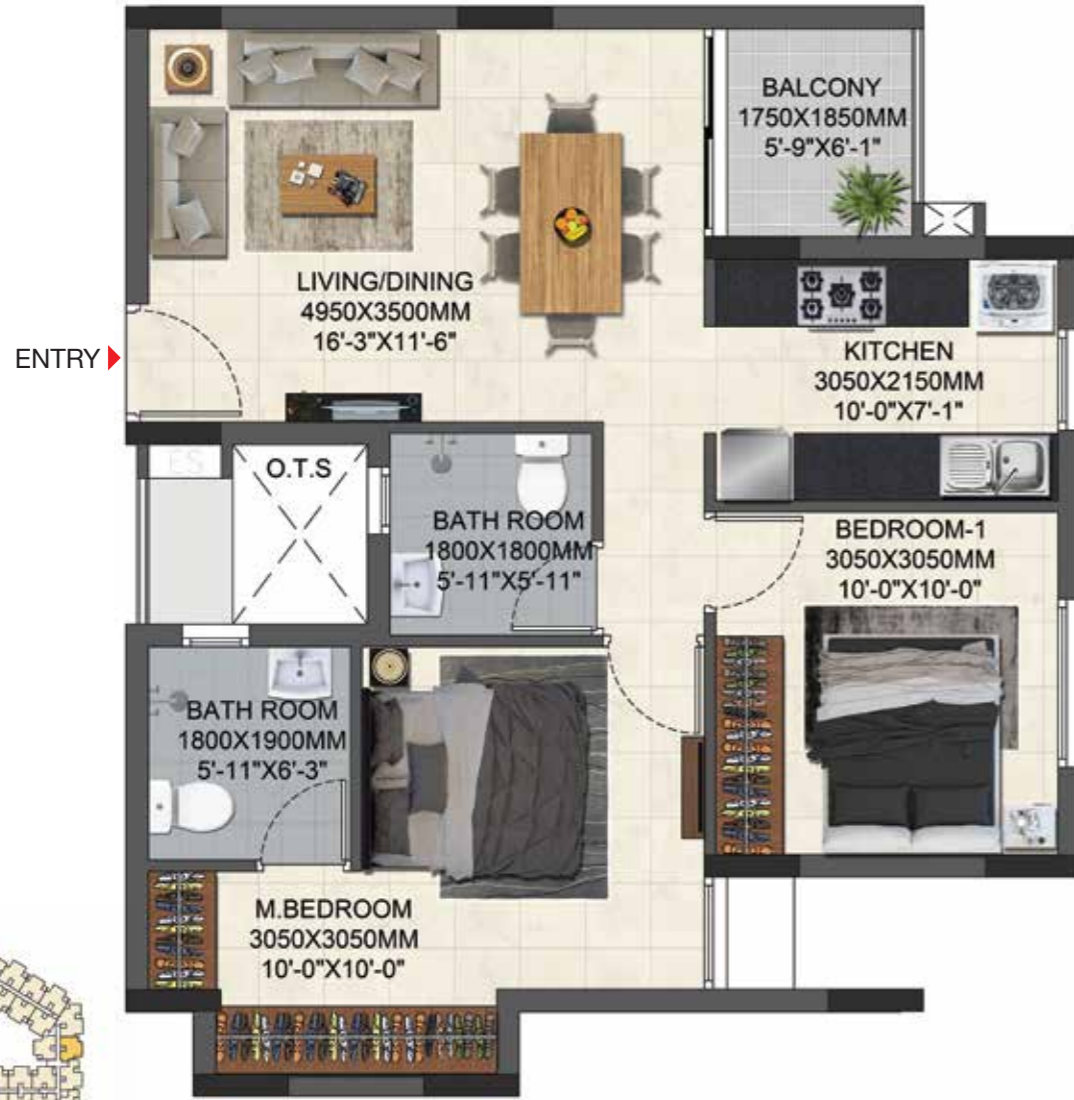 BALCONY
1750X1850MM
5'-9"X6'-1"
LIVING/DINING
4950X3500MM
16'-3"X11'-6"
ENTRY
KITCHEN
3050X2150MM
10'-0"X7'-1"
ES
O.T.S
BATH ROOM
1800X1800MM
5'-11"X5'-11"
BEDROOM-1
3050X3050MM
10'-0"X10'-0"
BATH ROOM
1800X1900MM
5'-11"X6'-3"
M.BEDROOM
3050X3050MM
10'-0"X10'-0"